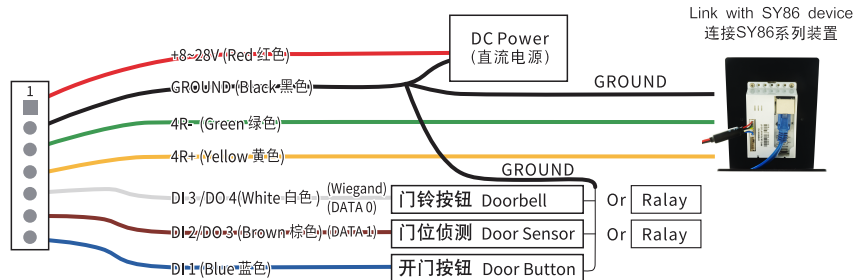 Link with SY86 device
连接SY86系列装置
DC Power
(直流电源)
+8~28V (Red 红色)
1
GROUND (Black 黑色)
GROUND
4R- (Green 绿色)
4R+ (Yellow 黄色)
GROUND
DI 3 /DO 4(White 白色) (Wiegand)
(DATA 0)
门铃按钮 Doorbell
Or Ralay
DI 2/DO 3 (Brown 棕色) (DATA 1)
门位侦测 Door Sensor
Or Ralay
DI 1 (Blue 蓝色)
开门按钮 Door Button